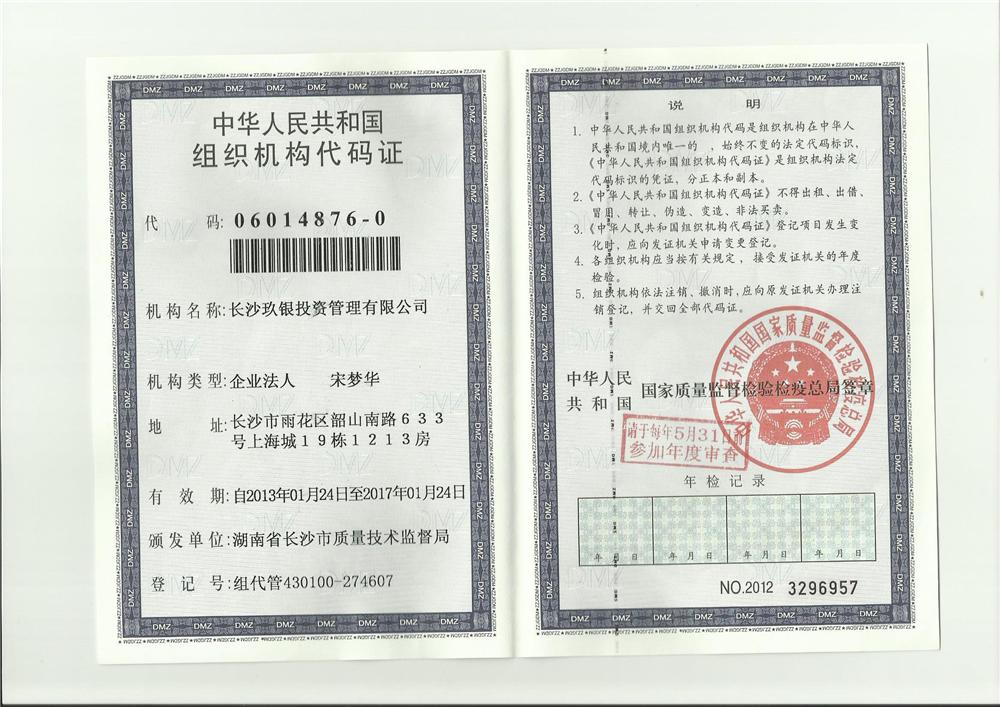 中华人民共和国
组织机构代码证
代 码: 06014876-0
机构名称:长沙玖银投资管理有限公司
机构类型:企业法人 宋梦华
地 址:长沙市雨花区韶山南路633
号上海城19栋1213房
有 效 期:自2013年01月24日至2017年01月24日
颁发单位:湖南省长沙市质量技术监督局
登 记 号:组代管430100-274607
说 明
1. 中华人民共和国组织机构代码是组织机构在中华人
民共和国境内唯一的 、始终不变的法定代码标识,
《中华人民共和国组织机构代码证》是组织机构法定
代码标识的凭证,分正本和副本。
2.《中华人民共和国组织机构代码证》不得出租、出借、
冒用、转让、伪造、变造、非法买卖。
3.《中华人民共和国组织机构代码证》登记项目发生变
化时,应向发证机关申请变更登记。
4. 各组织机构应当按有关规定,接受发证机关的年度
检验。
5. 组织机构依法注销、撤消时,应向原发证机关办理注
销登记,并交回全部代码证。
中华人民
共和国 国家质量监督检验检疫总局签章
中华人民共和国国家质量监督检验检疫总局
请于每年5月31日前
参加年度审查
年检记录
年 月 日 年 月 日 年 月 日 年 月 日
NO.2012 3296957